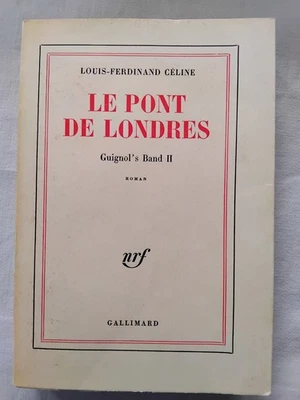 LOUIS-FERDINAND CÉLINE
LE PONT
DE LONDRES
Guignol's Band II
ROMAN
nrf
GALLIMARD